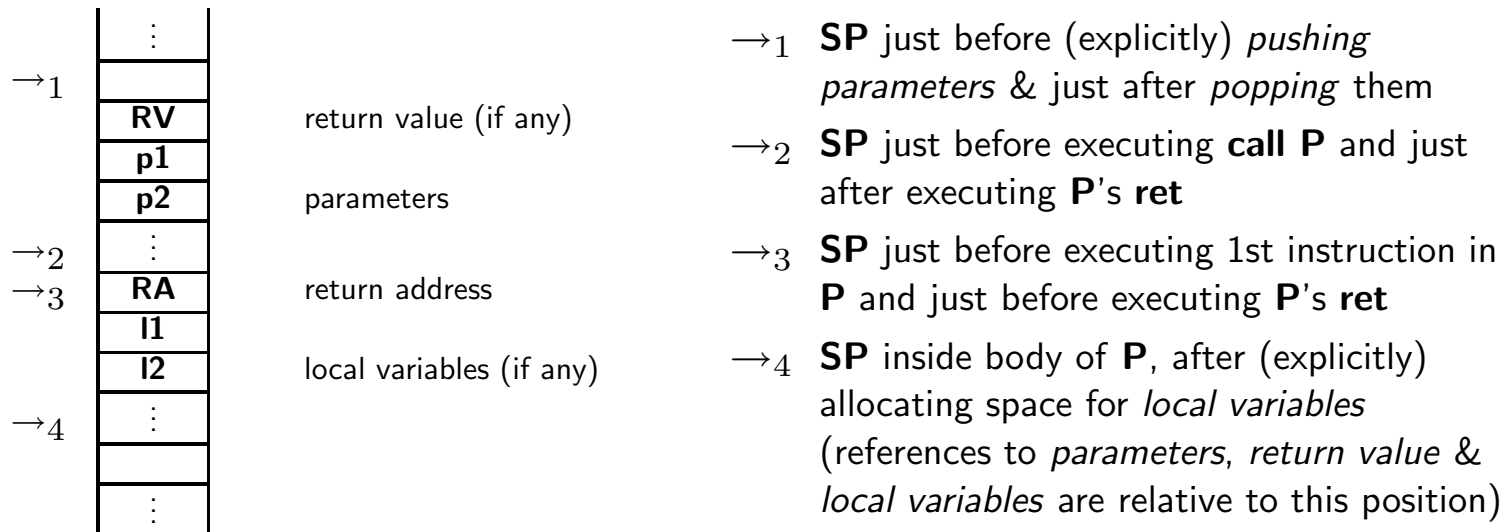 ⋮
→1
RV return value (if any)
p1
p2 parameters
→2 ⋮
→3 RA return address
l1
l2 local variables (if any)
→4 ⋮
⋮
→1 SP just before (explicitly) pushing
parameters & just after popping them
→2 SP just before executing call P and just
after executing P's ret
→3 SP just before executing 1st instruction in
P and just before executing P's ret
→4 SP inside body of P, after (explicitly)
allocating space for local variables
(references to parameters, return value &
local variables are relative to this position)